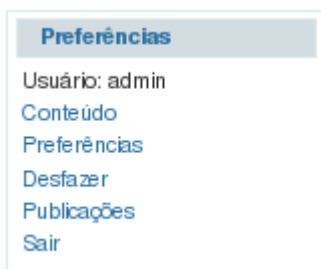 Preferências
Usuário: admin
Conteúdo
Preferências
Desfazer
Publicações
Sair